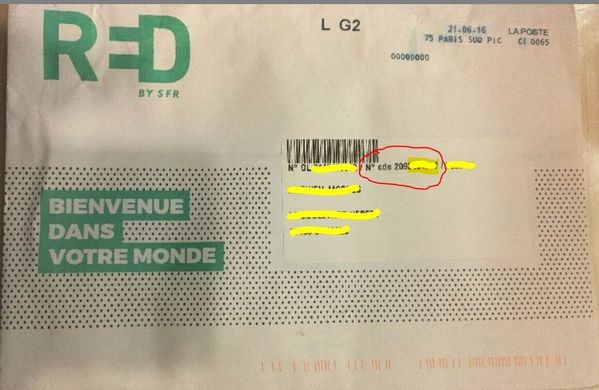 RED
BY SFR
L G2
21.06.16 LA POSTE
75 PARIS SUD PIC CI 0065
00000000
N° OL / N° cde 209 /
BIENVENUE
DANS
VOTRE MONDE